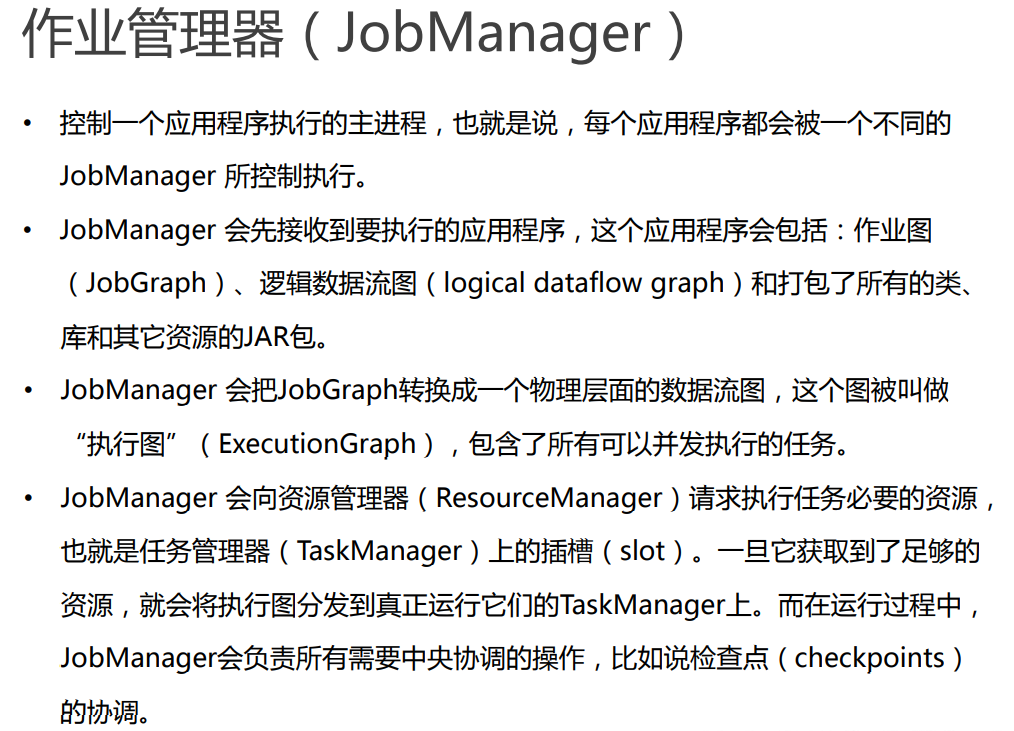 作业管理器（JobManager）
• 控制一个应用程序执行的主进程，也就是说，每个应用程序都会被一个不同的
JobManager 所控制执行。
• JobManager 会先接收到要执行的应用程序，这个应用程序会包括：作业图
（JobGraph）、逻辑数据流图（logical dataflow graph）和打包了所有的类、
库和其它资源的JAR包。
• JobManager 会把JobGraph转换成一个物理层面的数据流图，这个图被叫做
“执行图”（ExecutionGraph），包含了所有可以并发执行的任务。
• JobManager 会向资源管理器（ResourceManager）请求执行任务必要的资源，
也就是任务管理器（TaskManager）上的插槽（slot）。一旦它获取到了足够的
资源，就会将执行图分发到真正运行它们的TaskManager上。而在运行过程中，
JobManager会负责所有需要中央协调的操作，比如说检查点（checkpoints）
的协调。